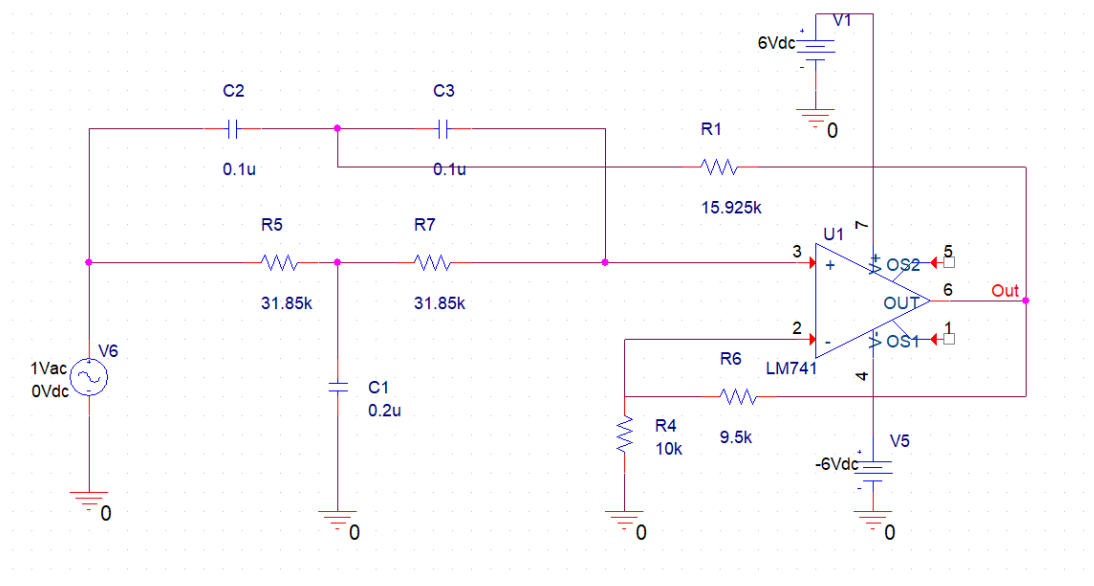 V1
+
6Vdc
-
0
C2
C3
R1
0.1u
0.1u
15.925k
R5
R7
31.85k
31.85k
U1
7
3
+
V+
OS2
5
OUT
6
Out
2
-
V-
OS1
1
LM741
4
V6
1Vac
0Vdc
+
-
C1
0.2u
R6
9.5k
R4
10k
V5
-6Vdc
+
-
0
0
0
0